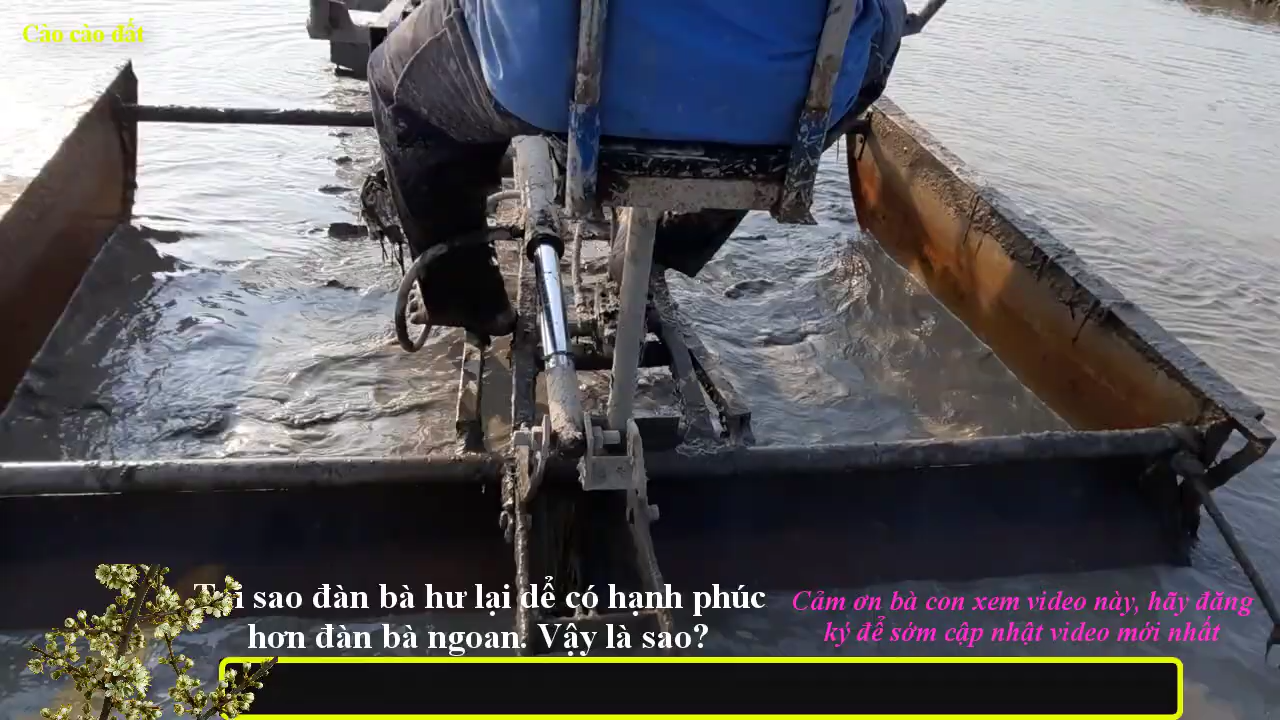 Cào cào đất
Tại sao đàn bà hư lại dể có hạnh phúc
hơn đàn bà ngoan. Vậy là sao?
Cảm ơn bà con xem video này, hãy đăng
ký để sớm cập nhật video mới nhất